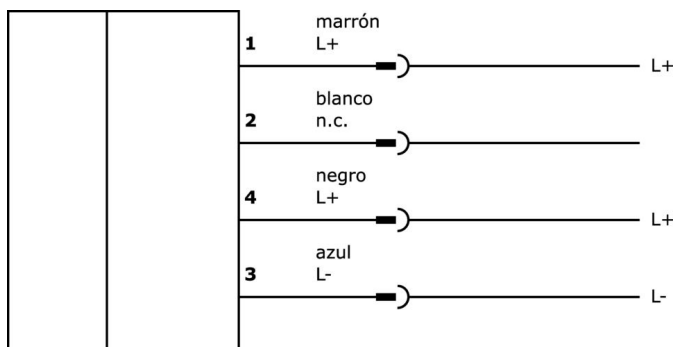 marrón
1 L+
L+
blanco
2 n.c.
negro
4 L+
L+
azul
3 L-
L-